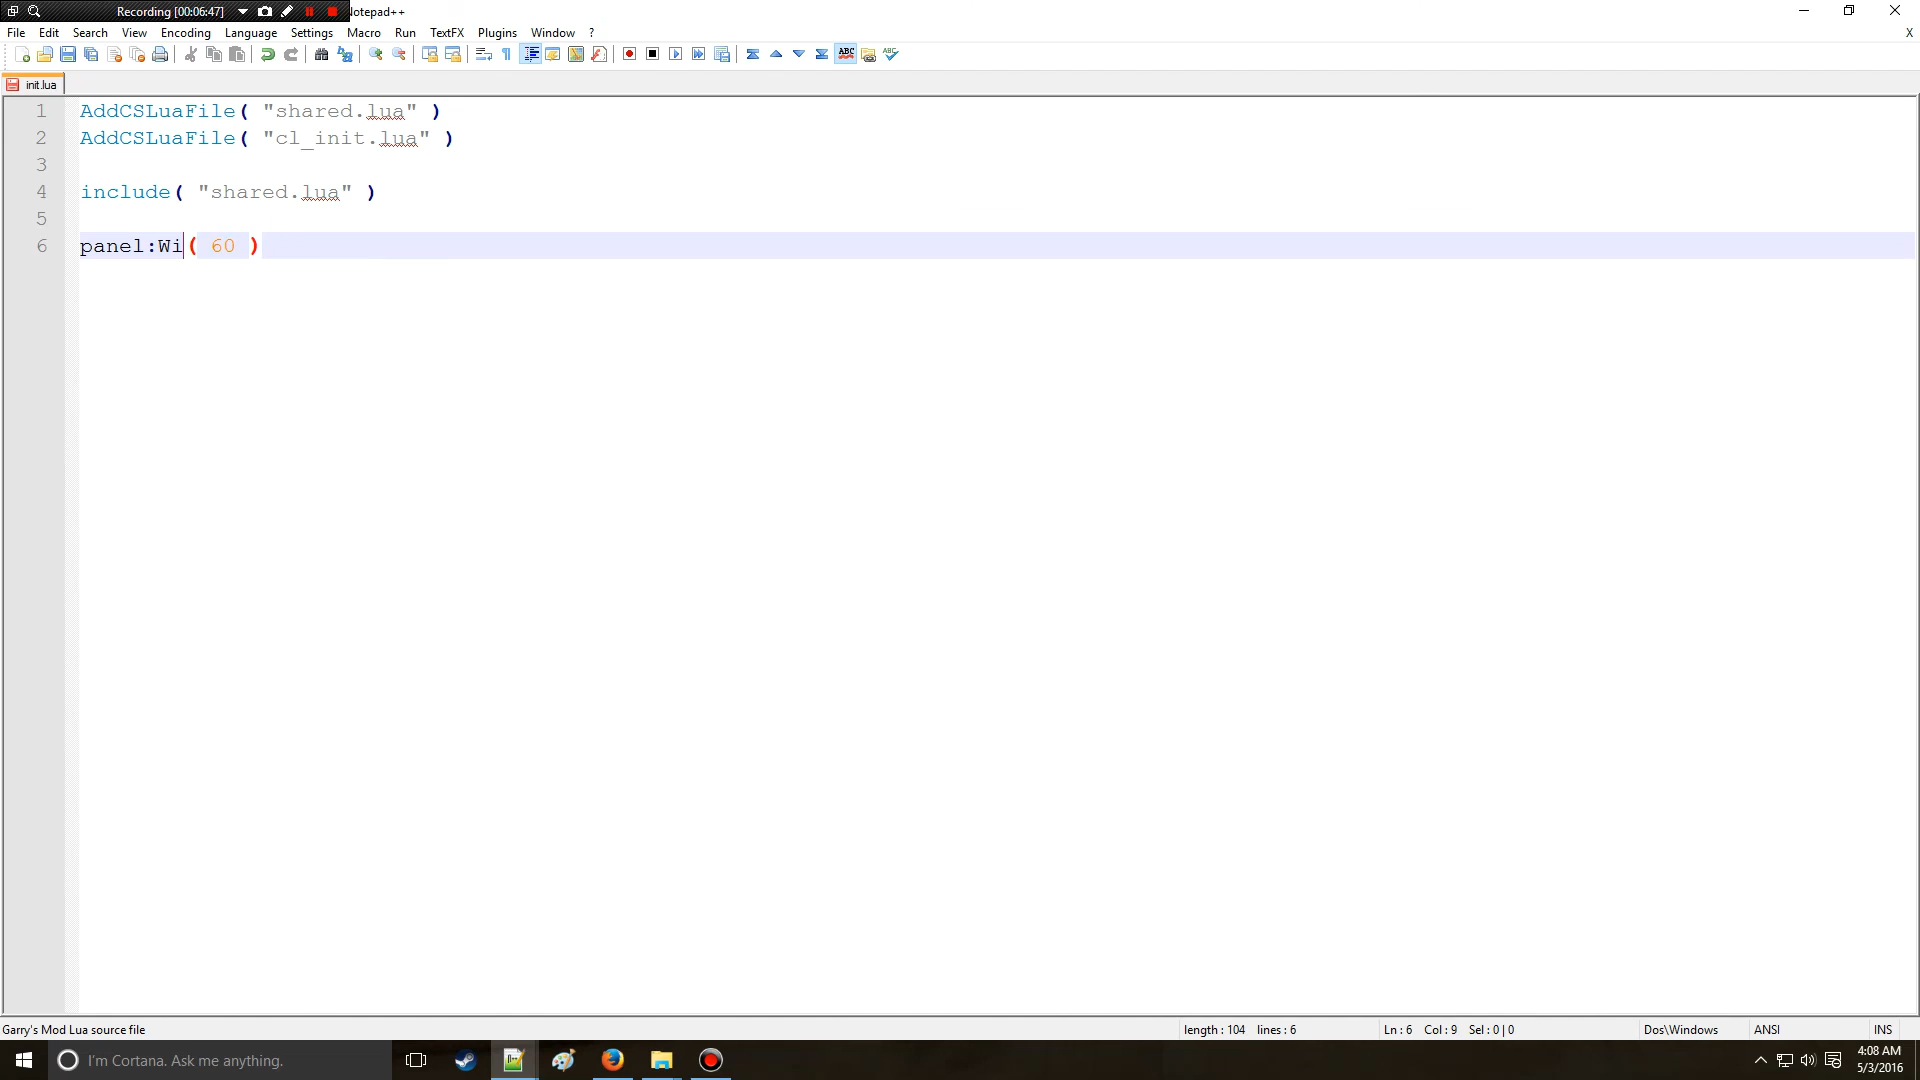 Recording [00:06:47]
Notepad++
File Edit Search View Encoding Language Settings Macro Run TextFX Plugins Window ? X
init.lua
1 AddCSLuaFile( "shared.lua" )
2 AddCSLuaFile( "cl_init.lua" )
3
4 include( "shared.lua" )
5
6 panel:Wi( 60 )
Garry's Mod Lua source file length : 104 lines : 6 Ln : 6 Col : 9 Sel : 0 | 0 Dos\Windows ANSI INS
I'm Cortana. Ask me anything.
4:08 AM
5/3/2016